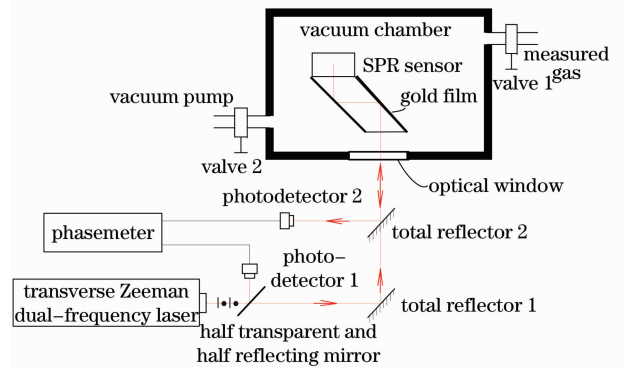 vacuum chamber
SPR sensor
gold film
measured
gas
valve 1
vacuum pump
valve 2
optical window
photodetector 2
total reflector 2
phasemeter
photo-
detector 1
transverse Zeeman
dual-frequency laser
total reflector 1
half transparent and
half reflecting mirror